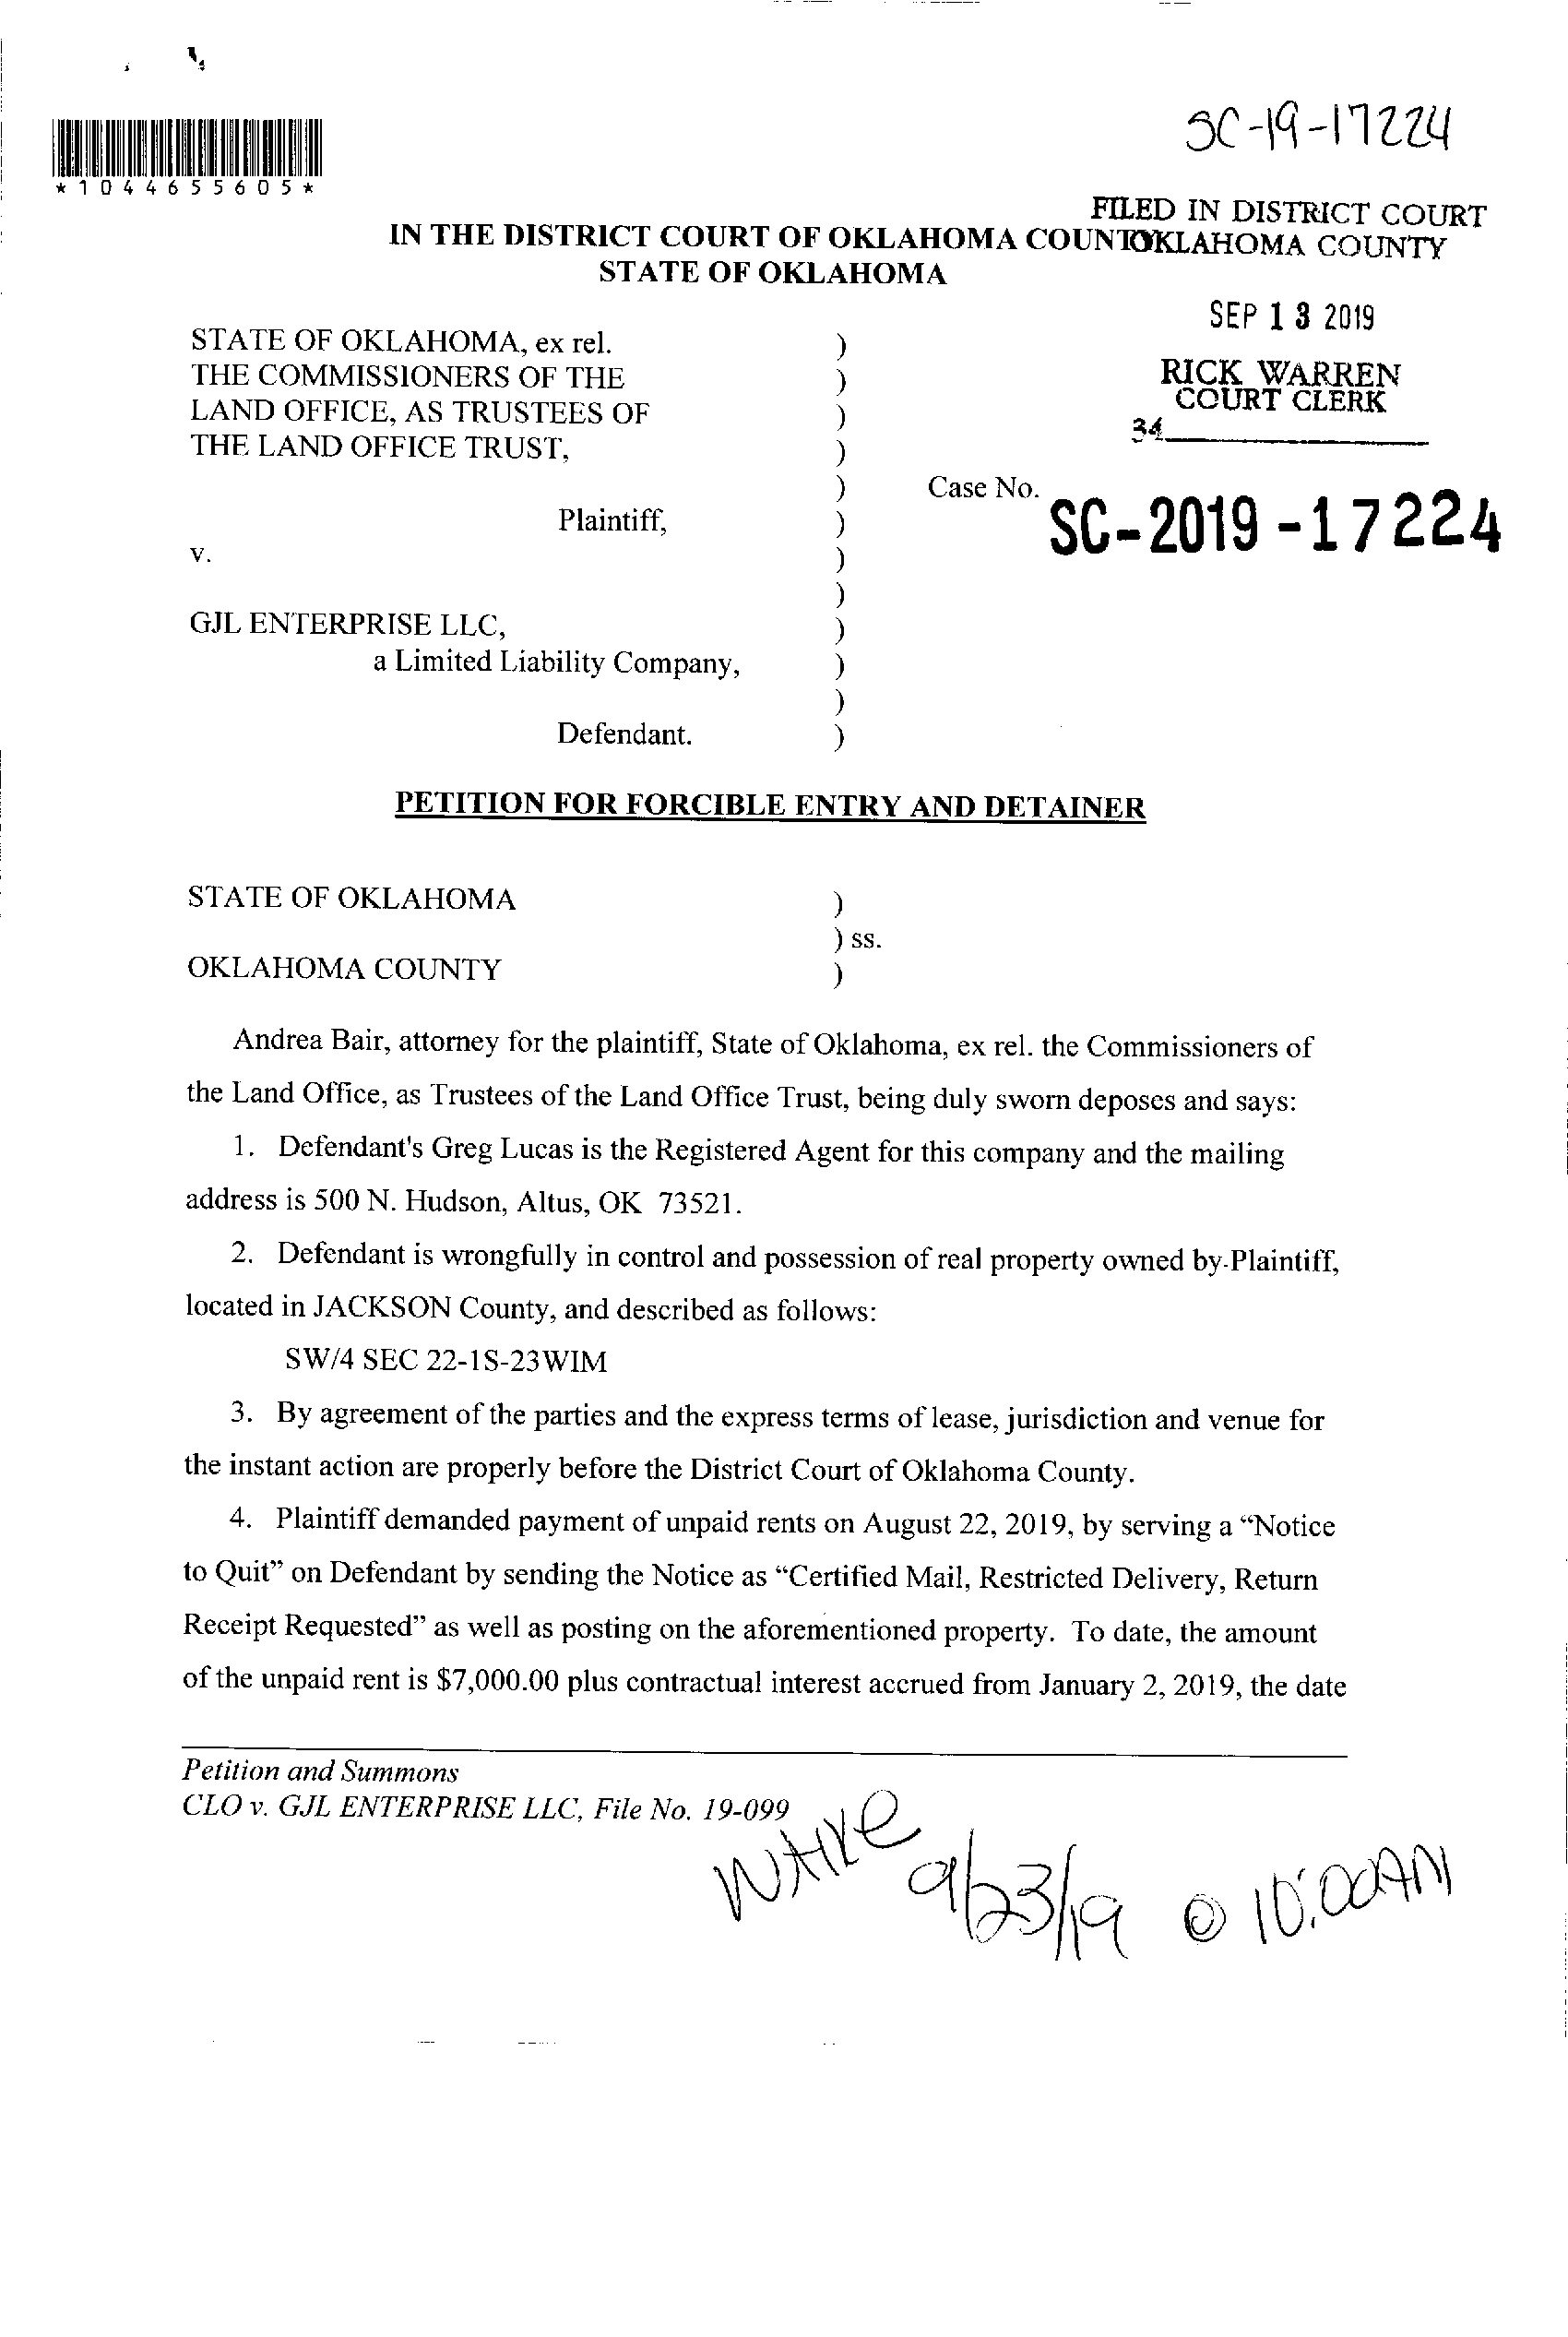 SC-19-17224
*1044655605*
FILED IN DISTRICT COURT
OKLAHOMA COUNTY
IN THE DISTRICT COURT OF OKLAHOMA COUNTY
STATE OF OKLAHOMA
SEP 13 2019
RICK WARREN
COURT CLERK
34
STATE OF OKLAHOMA, ex rel. )
THE COMMISSIONERS OF THE )
LAND OFFICE, AS TRUSTEES OF )
THE LAND OFFICE TRUST, )
) Case No. SC-2019-17224
Plaintiff, )
v. )
)
GJL ENTERPRISE LLC, )
a Limited Liability Company, )
)
Defendant. )
PETITION FOR FORCIBLE ENTRY AND DETAINER
STATE OF OKLAHOMA )
) ss.
OKLAHOMA COUNTY )
Andrea Bair, attorney for the plaintiff, State of Oklahoma, ex rel. the Commissioners of
the Land Office, as Trustees of the Land Office Trust, being duly sworn deposes and says:
1. Defendant's Greg Lucas is the Registered Agent for this company and the mailing
address is 500 N. Hudson, Altus, OK 73521.
2. Defendant is wrongfully in control and possession of real property owned by Plaintiff,
located in JACKSON County, and described as follows:
SW/4 SEC 22-1S-23WIM
3. By agreement of the parties and the express terms of lease, jurisdiction and venue for
the instant action are properly before the District Court of Oklahoma County.
4. Plaintiff demanded payment of unpaid rents on August 22, 2019, by serving a “Notice
to Quit” on Defendant by sending the Notice as “Certified Mail, Restricted Delivery, Return
Receipt Requested” as well as posting on the aforementioned property. To date, the amount
of the unpaid rent is $7,000.00 plus contractual interest accrued from January 2, 2019, the date
Petition and Summons
CLO v. GJL ENTERPRISE LLC, File No. 19-099
9/23/19 @ 10:00AM